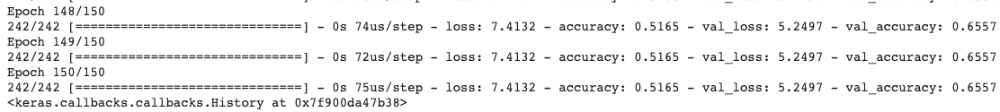 Epoch 148/150
242/242 [==============================] - 0s 74us/step - loss: 7.4132 - accuracy: 0.5165 - val_loss: 5.2497 - val_accuracy: 0.6557
Epoch 149/150
242/242 [==============================] - 0s 72us/step - loss: 7.4132 - accuracy: 0.5165 - val_loss: 5.2497 - val_accuracy: 0.6557
Epoch 150/150
242/242 [==============================] - 0s 75us/step - loss: 7.4132 - accuracy: 0.5165 - val_loss: 5.2497 - val_accuracy: 0.6557
<keras.callbacks.callbacks.History at 0x7f900da47b38>